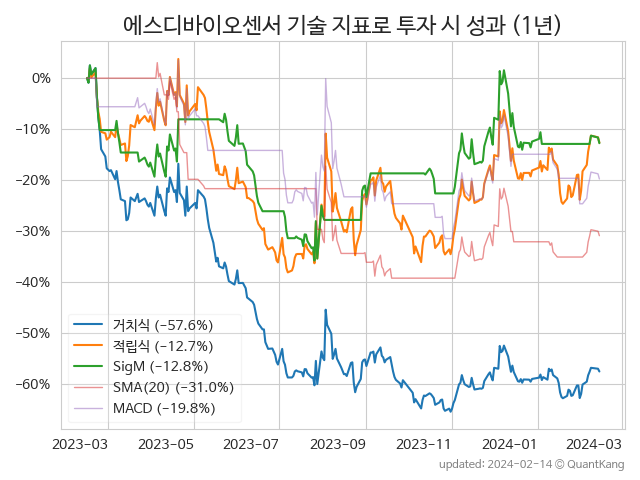 에스디바이오센서 기술 지표로 투자 시 성과 (1년)
0%
−10%
−20%
−30%
−40%
−50%
−60%
거치식 (−57.6%)
적립식 (−12.7%)
SigM (−12.8%)
SMA(20) (−31.0%)
MACD (−19.8%)
2023−03 2023−05 2023−07 2023−09 2023−11 2024−01 2024−03
updated: 2024-02-14 © QuantKang